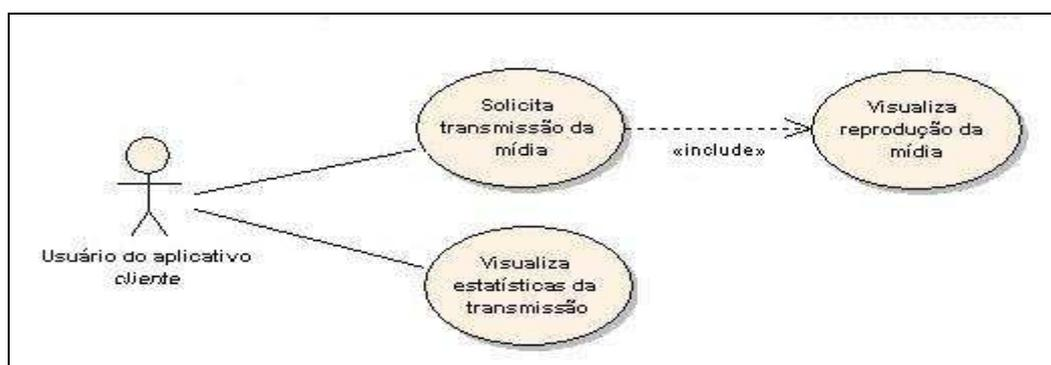 Solicita
transmissão da
mídia
«include»
Visualiza
reprodução da
mídia
Usuário do aplicativo
cliente
Visualiza
estatísticas da
transmissão